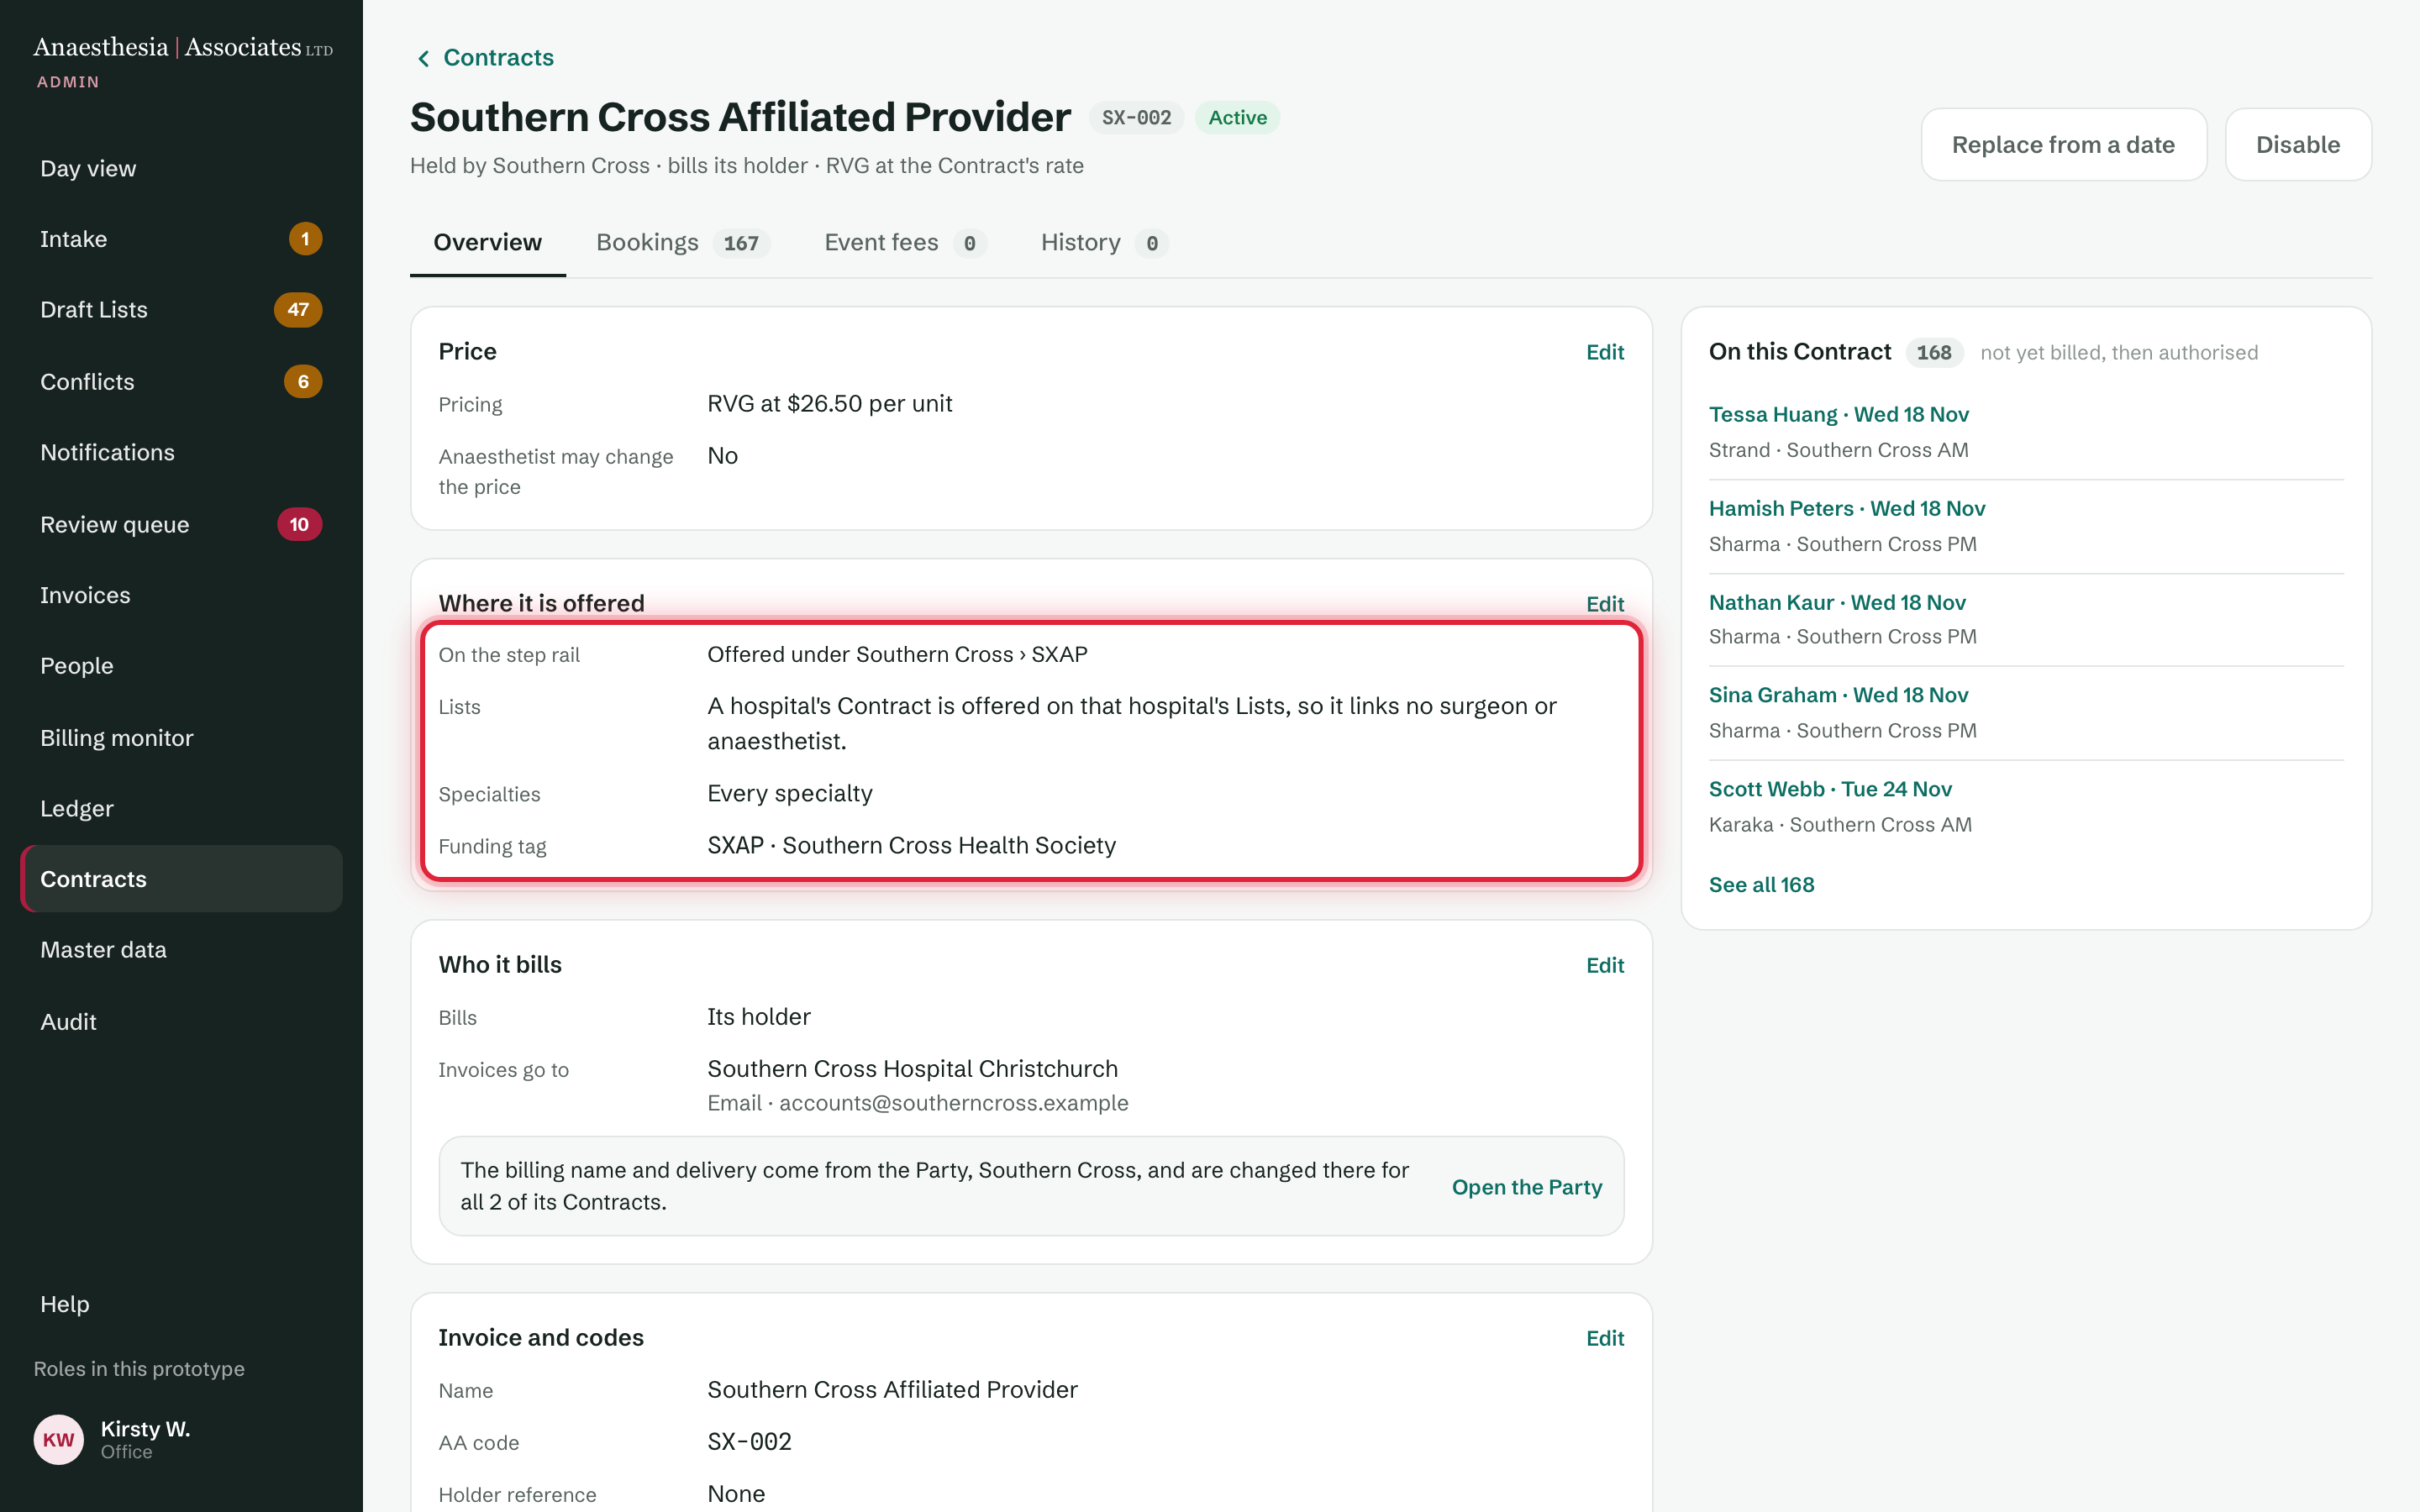 Anaesthesia | Associates LTD
ADMIN
Day view
Intake 1
Draft Lists 47
Conflicts 6
Notifications
Review queue 10
Invoices
People
Billing monitor
Ledger
Contracts
Master data
Audit
Help
Roles in this prototype
KW Kirsty W.
Office
Contracts
Southern Cross Affiliated Provider SX-002 Active
Held by Southern Cross · bills its holder · RVG at the Contract's rate
Replace from a date Disable
Overview Bookings 167 Event fees 0 History 0
Price Edit
Pricing RVG at $26.50 per unit
Anaesthetist may change No
the price
Where it is offered Edit
On the step rail Offered under Southern Cross › SXAP
Lists A hospital's Contract is offered on that hospital's Lists, so it links no surgeon or
anaesthetist.
Specialties Every specialty
Funding tag SXAP · Southern Cross Health Society
Who it bills Edit
Bills Its holder
Invoices go to Southern Cross Hospital Christchurch
Email · accounts@southerncross.example
The billing name and delivery come from the Party, Southern Cross, and are changed there for
all 2 of its Contracts.
Open the Party
Invoice and codes Edit
Name Southern Cross Affiliated Provider
AA code SX-002
Holder reference None
On this Contract 168 not yet billed, then authorised
Tessa Huang · Wed 18 Nov
Strand · Southern Cross AM
Hamish Peters · Wed 18 Nov
Sharma · Southern Cross PM
Nathan Kaur · Wed 18 Nov
Sharma · Southern Cross PM
Sina Graham · Wed 18 Nov
Sharma · Southern Cross PM
Scott Webb · Tue 24 Nov
Karaka · Southern Cross AM
See all 168